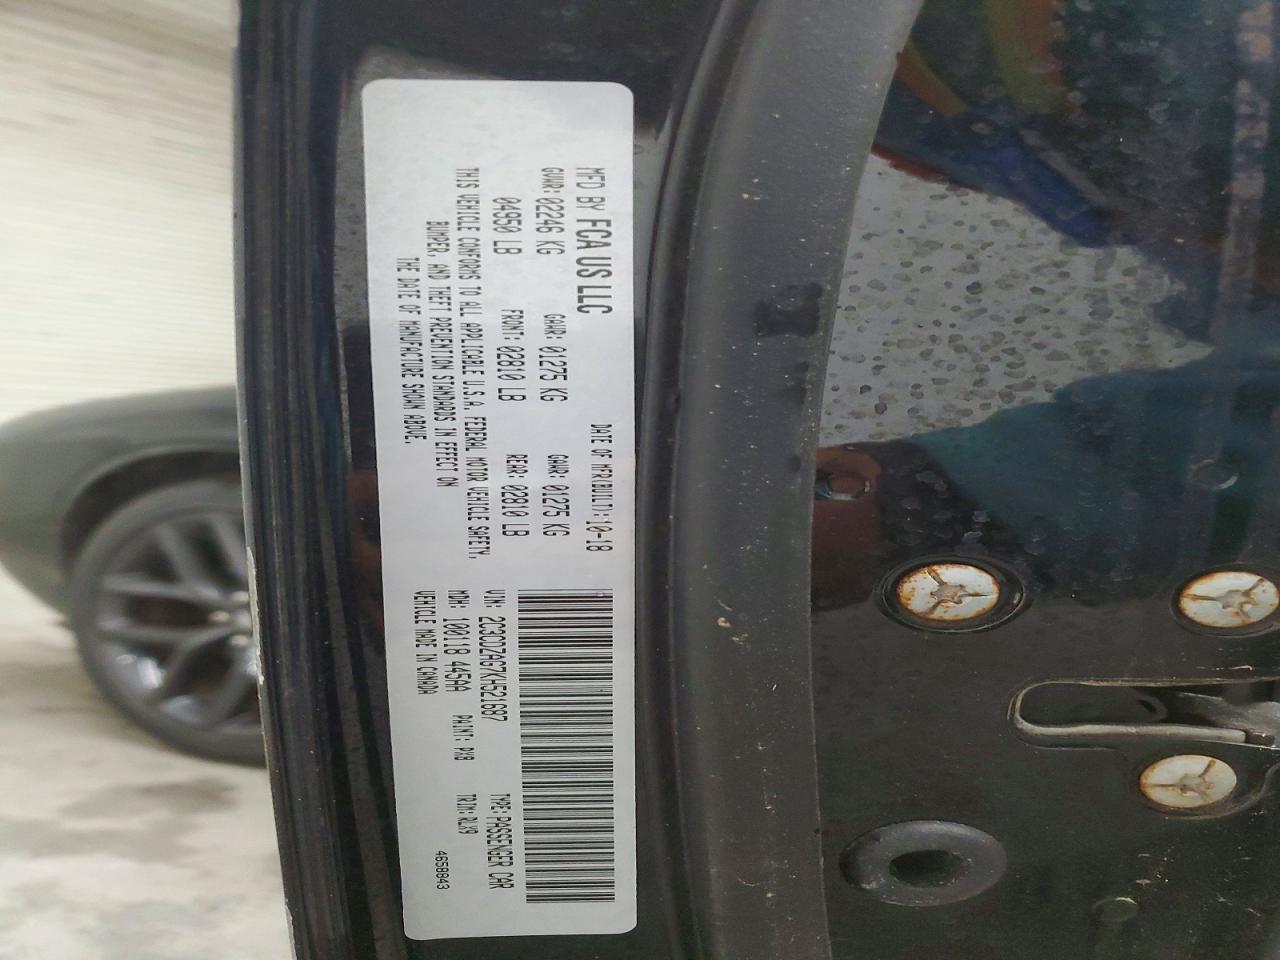 MFD BY FCA US LLC
DATE OF MFR(BUILT):10-18
GVWR: 02246 KG GAWR: 01275 KG GAWR: 01275 KG
04950 LB FRONT: 02810 LB REAR: 02810 LB
THIS VEHICLE CONFORMS TO ALL APPLICABLE U.S.A. FEDERAL MOTOR VEHICLE SAFETY,
BUMPER, AND THEFT PREVENTION STANDARDS IN EFFECT ON
THE DATE OF MANUFACTURE SHOWN ABOVE.
VIN: 2C3CDZAG7KH521687 TYPE: PASSENGER CAR
MDH: 100118 445AA PAINT: PX8 TRIM: RLX9
VEHICLE MADE IN CANADA 4658843